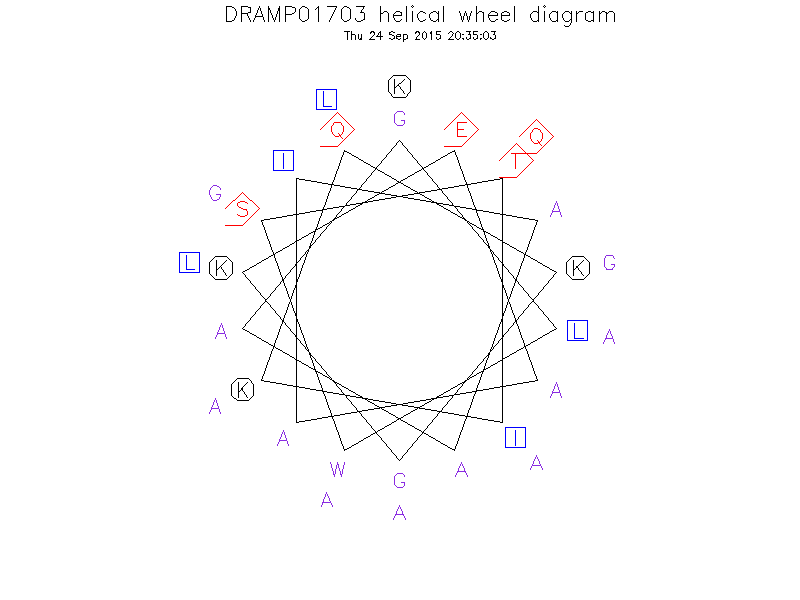 DRAMP01703 helical wheel diagram
Thu 24 Sep 2015 20:35:03
K
L
G
Q E Q
I T
G S A
L K K G
A L A
K A
A
A I
W G A A
A A